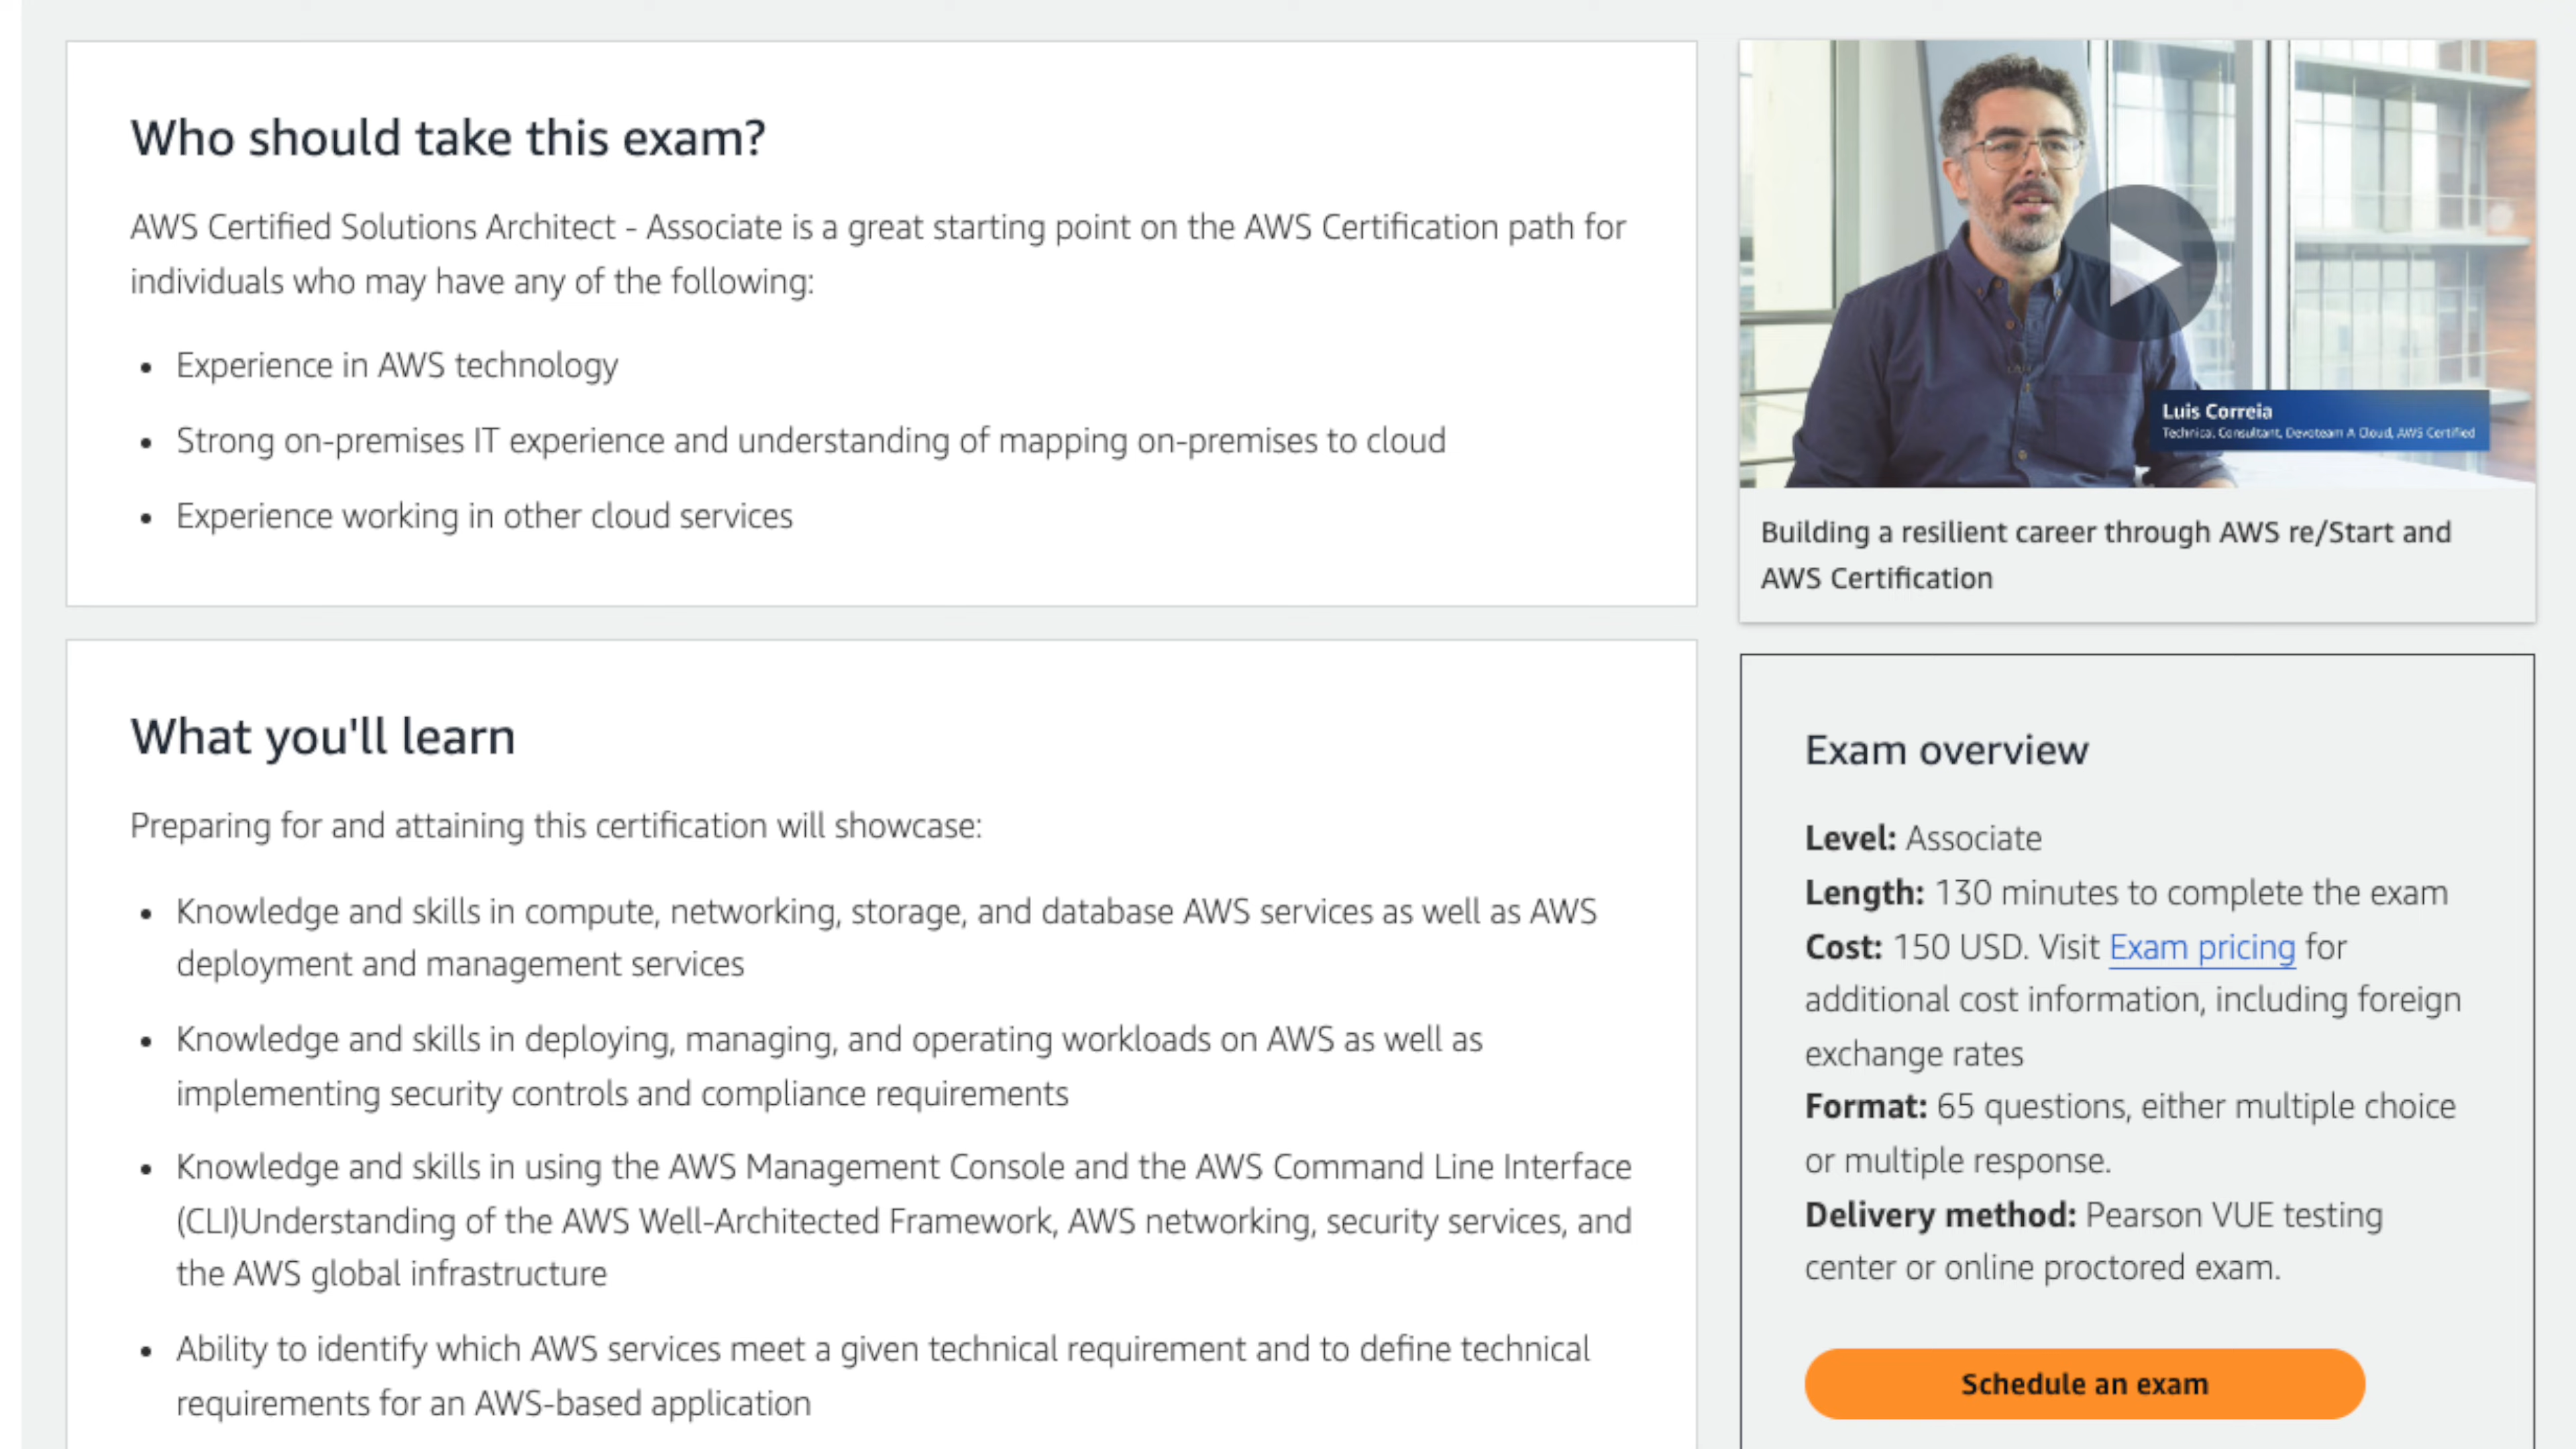 Who should take this exam?
AWS Certified Solutions Architect - Associate is a great starting point on the AWS Certification path for
individuals who may have any of the following:
• Experience in AWS technology
• Strong on-premises IT experience and understanding of mapping on-premises to cloud
• Experience working in other cloud services
What you'll learn
Preparing for and attaining this certification will showcase:
• Knowledge and skills in compute, networking, storage, and database AWS services as well as AWS
deployment and management services
• Knowledge and skills in deploying, managing, and operating workloads on AWS as well as
implementing security controls and compliance requirements
• Knowledge and skills in using the AWS Management Console and the AWS Command Line Interface
(CLI)Understanding of the AWS Well-Architected Framework, AWS networking, security services, and
the AWS global infrastructure
• Ability to identify which AWS services meet a given technical requirement and to define technical
requirements for an AWS-based application
Luis Correia
Technical Consultant, Devoteam A Cloud, AWS Certified
Building a resilient career through AWS re/Start and
AWS Certification
Exam overview
Level: Associate
Length: 130 minutes to complete the exam
Cost: 150 USD. Visit Exam pricing for
additional cost information, including foreign
exchange rates
Format: 65 questions, either multiple choice
or multiple response.
Delivery method: Pearson VUE testing
center or online proctored exam.
Schedule an exam